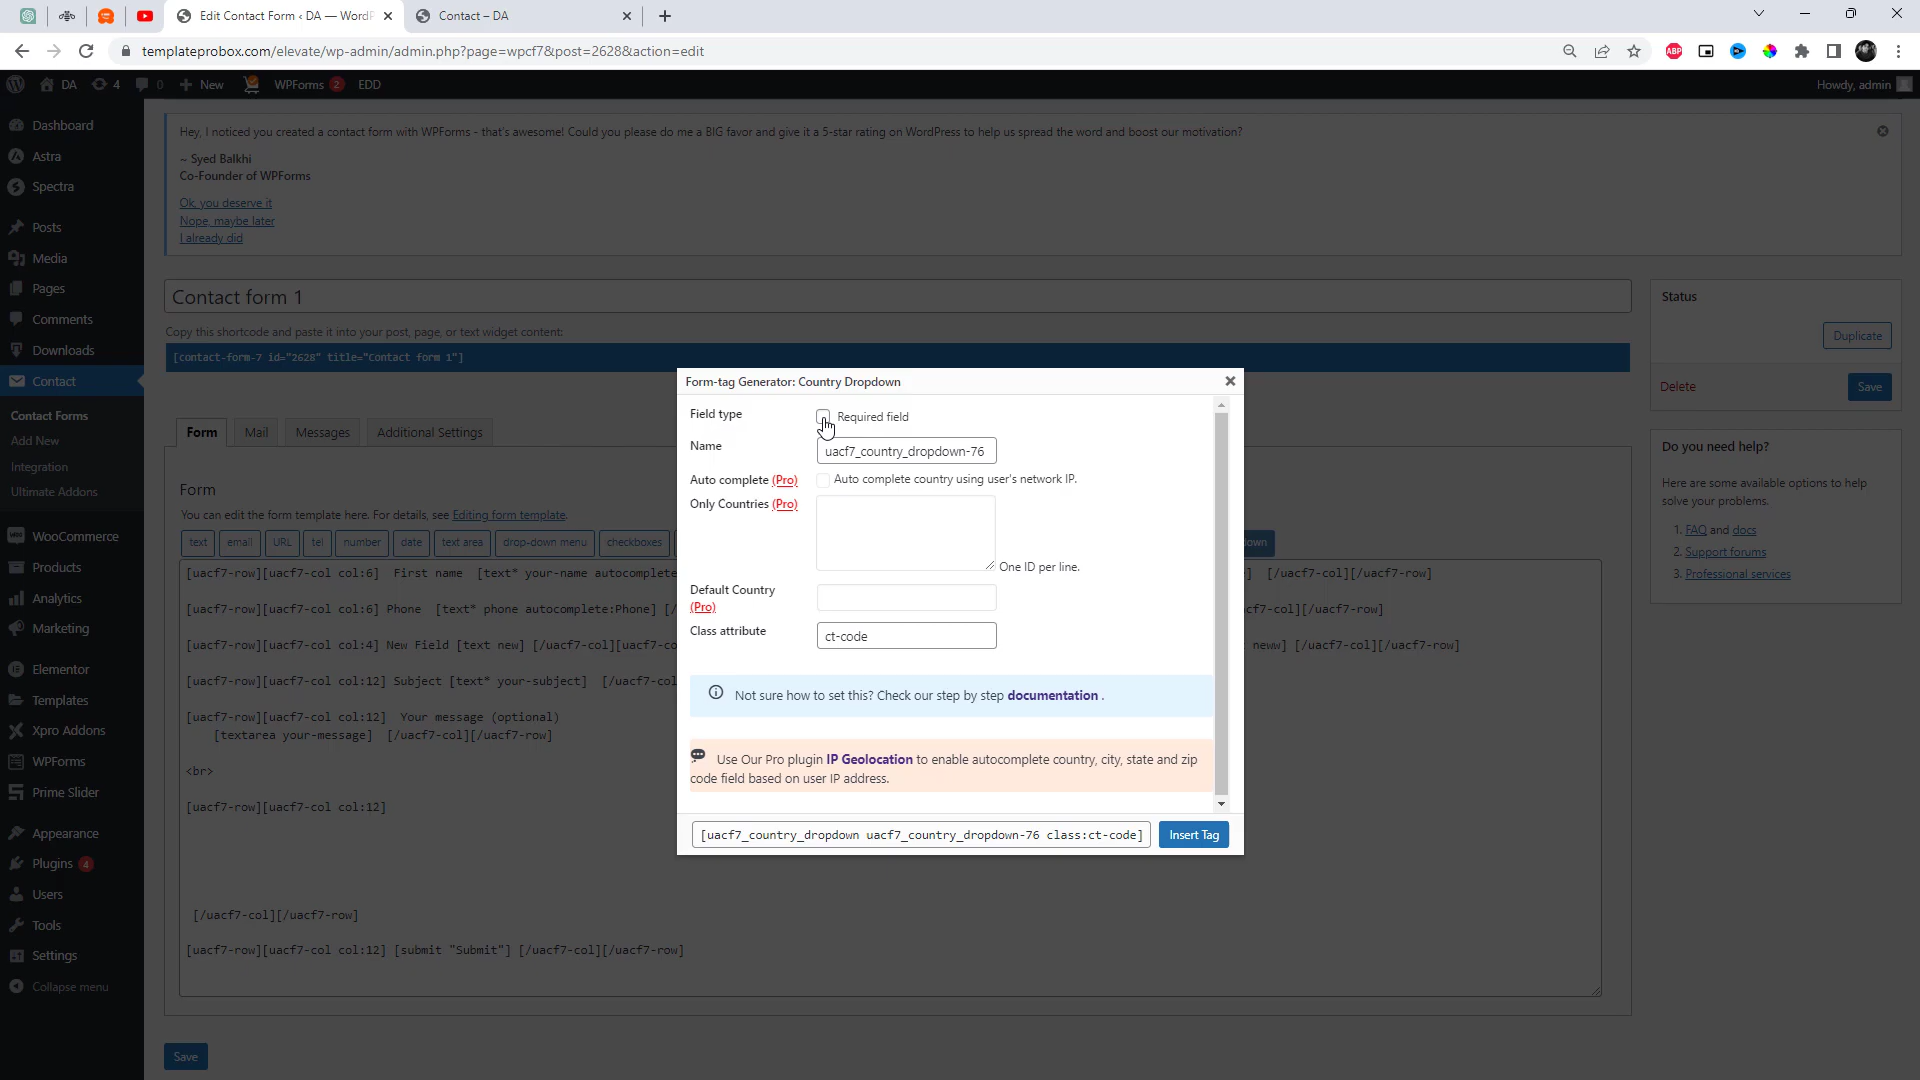 Edit Contact Form ‹ DA — WordP
Contact – DA
templateprobox.com/elevate/wp-admin/admin.php?page=wpcf7&post=2628&action=edit
ABP
DA
4
0
New
WPForms 2
EDD
Howdy, admin
Dashboard
Astra
Spectra
Posts
Media
Pages
Comments
Downloads
Contact
Contact Forms
Add New
Integration
Ultimate Addons
WooCommerce
Products
Analytics
Marketing
Elementor
Templates
Xpro Addons
WPForms
Prime Slider
Appearance
Plugins 4
Users
Tools
Settings
Collapse menu
Hey, I noticed you created a contact form with WPForms - that's awesome! Could you please do me a BIG favor and give it a 5-star rating on WordPress to help us spread the word and boost our motivation?
~ Syed Balkhi
Co-Founder of WPForms
Ok, you deserve it
Nope, maybe later
I already did
Contact form 1
Copy this shortcode and paste it into your post, page, or text widget content:
[contact-form-7 id="2628" title="Contact form 1"]
Form
Mail
Messages
Additional Settings
Form
You can edit the form template here. For details, see Editing form template.
text
email
URL
tel
number
date
text area
drop-down menu
checkboxes
own
[uacf7-row][uacf7-col col:6] First name [text* your-name autocomplete
] [/uacf7-col][/uacf7-row]
[uacf7-row][uacf7-col col:6] Phone [text* phone autocomplete:Phone] [/
cf7-col][/uacf7-row]
[uacf7-row][uacf7-col col:4] New Field [text new] [/uacf7-col][uacf7-c
neww] [/uacf7-col][/uacf7-row]
[uacf7-row][uacf7-col col:12] Subject [text* your-subject] [/uacf7-col
[uacf7-row][uacf7-col col:12] Your message (optional)
[textarea your-message] [/uacf7-col][/uacf7-row]
<br>
[uacf7-row][uacf7-col col:12]
[/uacf7-col][/uacf7-row]
[uacf7-row][uacf7-col col:12] [submit "Submit"] [/uacf7-col][/uacf7-row]
Save
Form-tag Generator: Country Dropdown
Field type
Required field
Name
uacf7_country_dropdown-76
Auto complete (Pro)
Auto complete country using user's network IP.
Only Countries (Pro)
One ID per line.
Default Country
(Pro)
Class attribute
ct-code
Not sure how to set this? Check our step by step documentation .
Use Our Pro plugin IP Geolocation to enable autocomplete country, city, state and zip
code field based on user IP address.
[uacf7_country_dropdown uacf7_country_dropdown-76 class:ct-code]
Insert Tag
Status
Duplicate
Delete
Save
Do you need help?
Here are some available options to help
solve your problems.
1. FAQ and docs
2. Support forums
3. Professional services